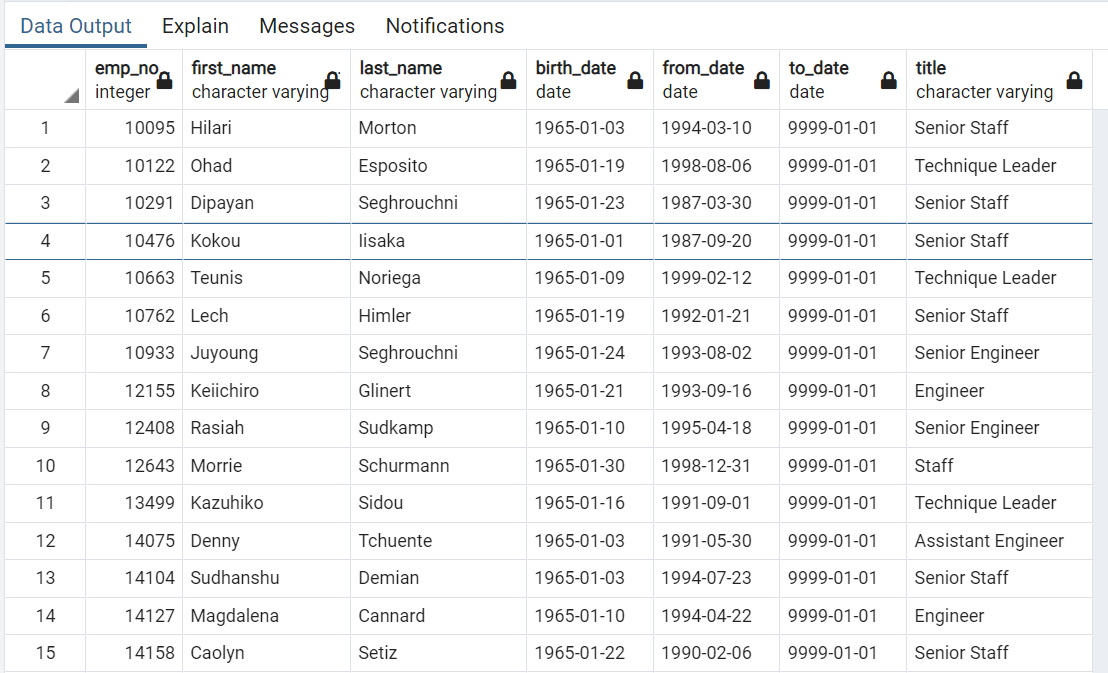 Data Output Explain Messages Notifications
emp_no first_name last_name birth_date from_date to_date title
integer character varying character varying date date date character varying
1 10095 Hilari Morton 1965-01-03 1994-03-10 9999-01-01 Senior Staff
2 10122 Ohad Esposito 1965-01-19 1998-08-06 9999-01-01 Technique Leader
3 10291 Dipayan Seghrouchni 1965-01-23 1987-03-30 9999-01-01 Senior Staff
4 10476 Kokou Iisaka 1965-01-01 1987-09-20 9999-01-01 Senior Staff
5 10663 Teunis Noriega 1965-01-09 1999-02-12 9999-01-01 Technique Leader
6 10762 Lech Himler 1965-01-19 1992-01-21 9999-01-01 Senior Staff
7 10933 Juyoung Seghrouchni 1965-01-24 1993-08-02 9999-01-01 Senior Engineer
8 12155 Keiichiro Glinert 1965-01-21 1993-09-16 9999-01-01 Engineer
9 12408 Rasiah Sudkamp 1965-01-10 1995-04-18 9999-01-01 Senior Engineer
10 12643 Morrie Schurmann 1965-01-30 1998-12-31 9999-01-01 Staff
11 13499 Kazuhiko Sidou 1965-01-16 1991-09-01 9999-01-01 Technique Leader
12 14075 Denny Tchuente 1965-01-03 1991-05-30 9999-01-01 Assistant Engineer
13 14104 Sudhanshu Demian 1965-01-03 1994-07-23 9999-01-01 Senior Staff
14 14127 Magdalena Cannard 1965-01-10 1994-04-22 9999-01-01 Engineer
15 14158 Caolyn Setiz 1965-01-22 1990-02-06 9999-01-01 Senior Staff